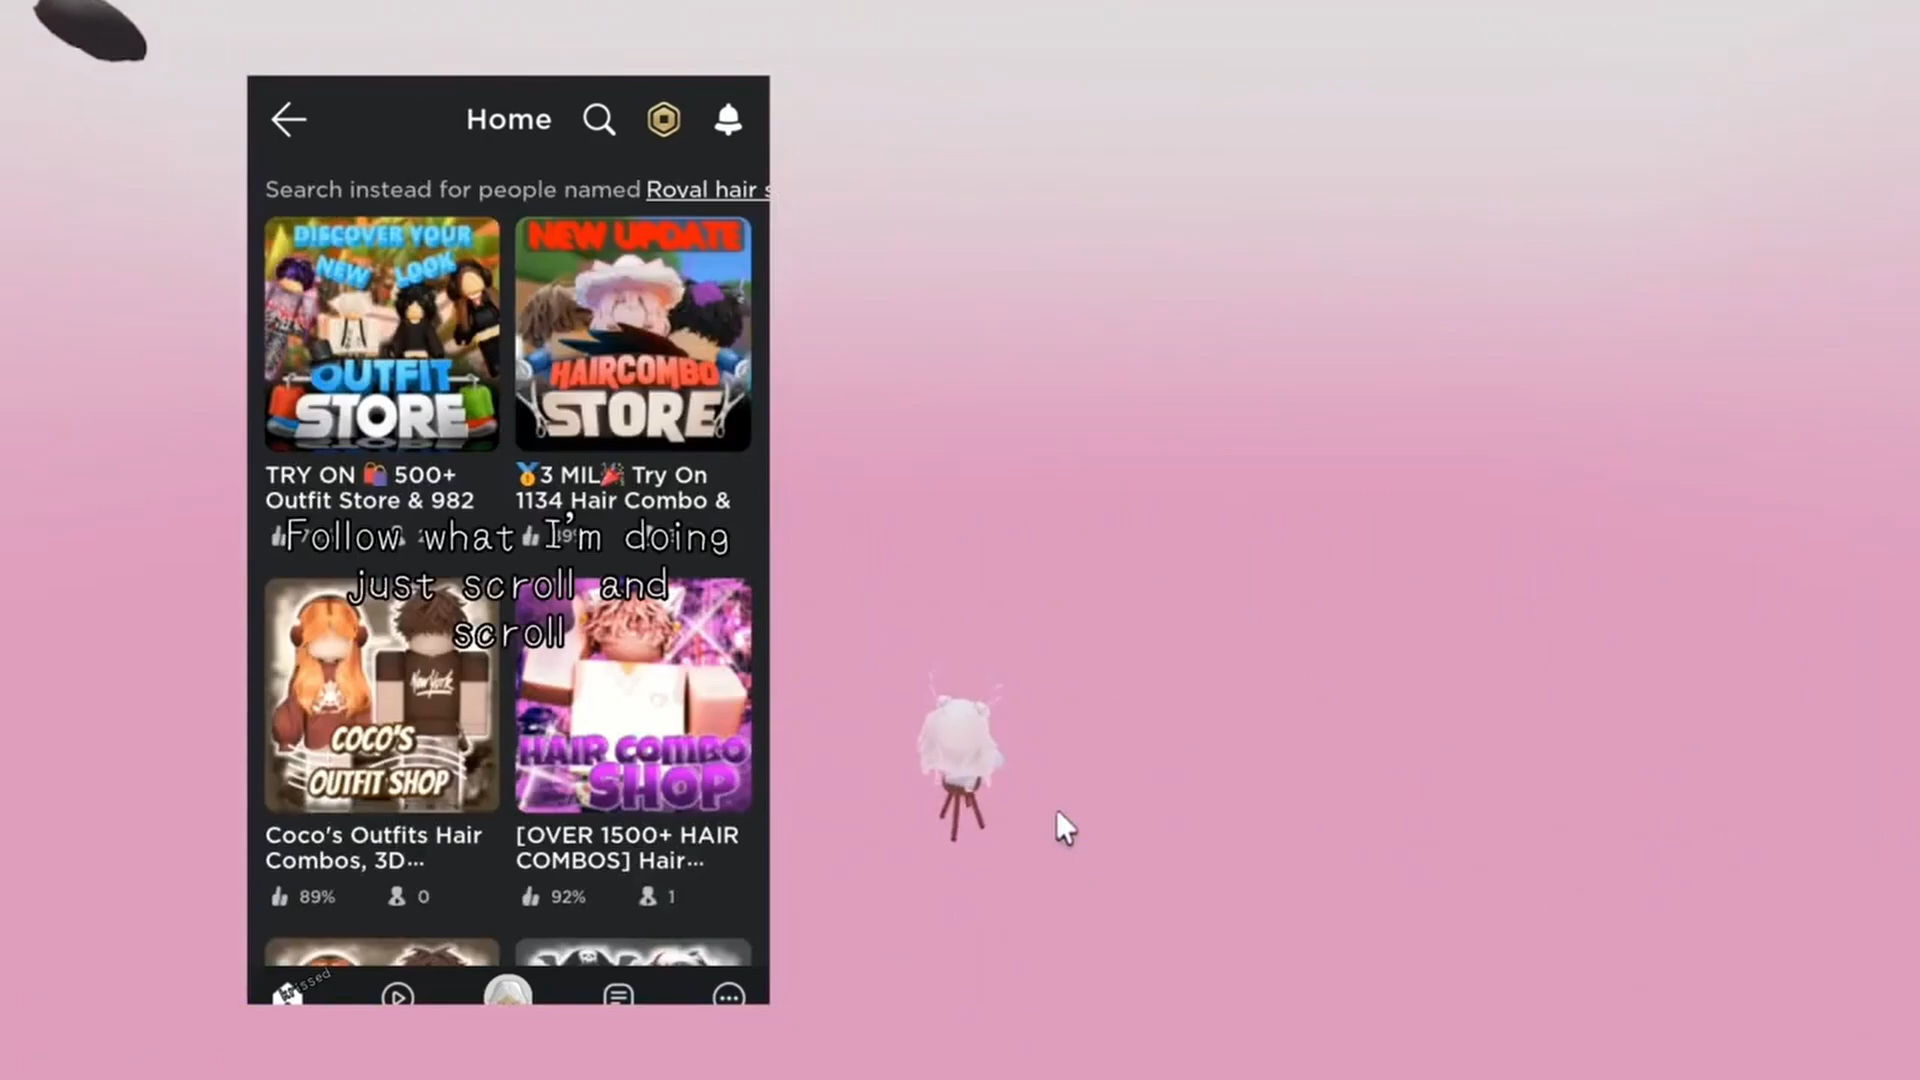 Home
Search instead for people named Roval hair s
DISCOVER YOUR
NEW LOOK
OUTFIT
STORE
NEW UPDATE
HAIRCOMBO
STORE
TRY ON 🛍️ 500+
Outfit Store & 982
🥇3 MIL🎉 Try On
1134 Hair Combo &
Follow what I'm doing
just scroll and
scroll
New York
COCO'S
OUTFIT SHOP
HAIR COMBO
SHOP
Coco's Outfits Hair
Combos, 3D...
[OVER 1500+ HAIR
COMBOS] Hair...
89% 0
92% 1